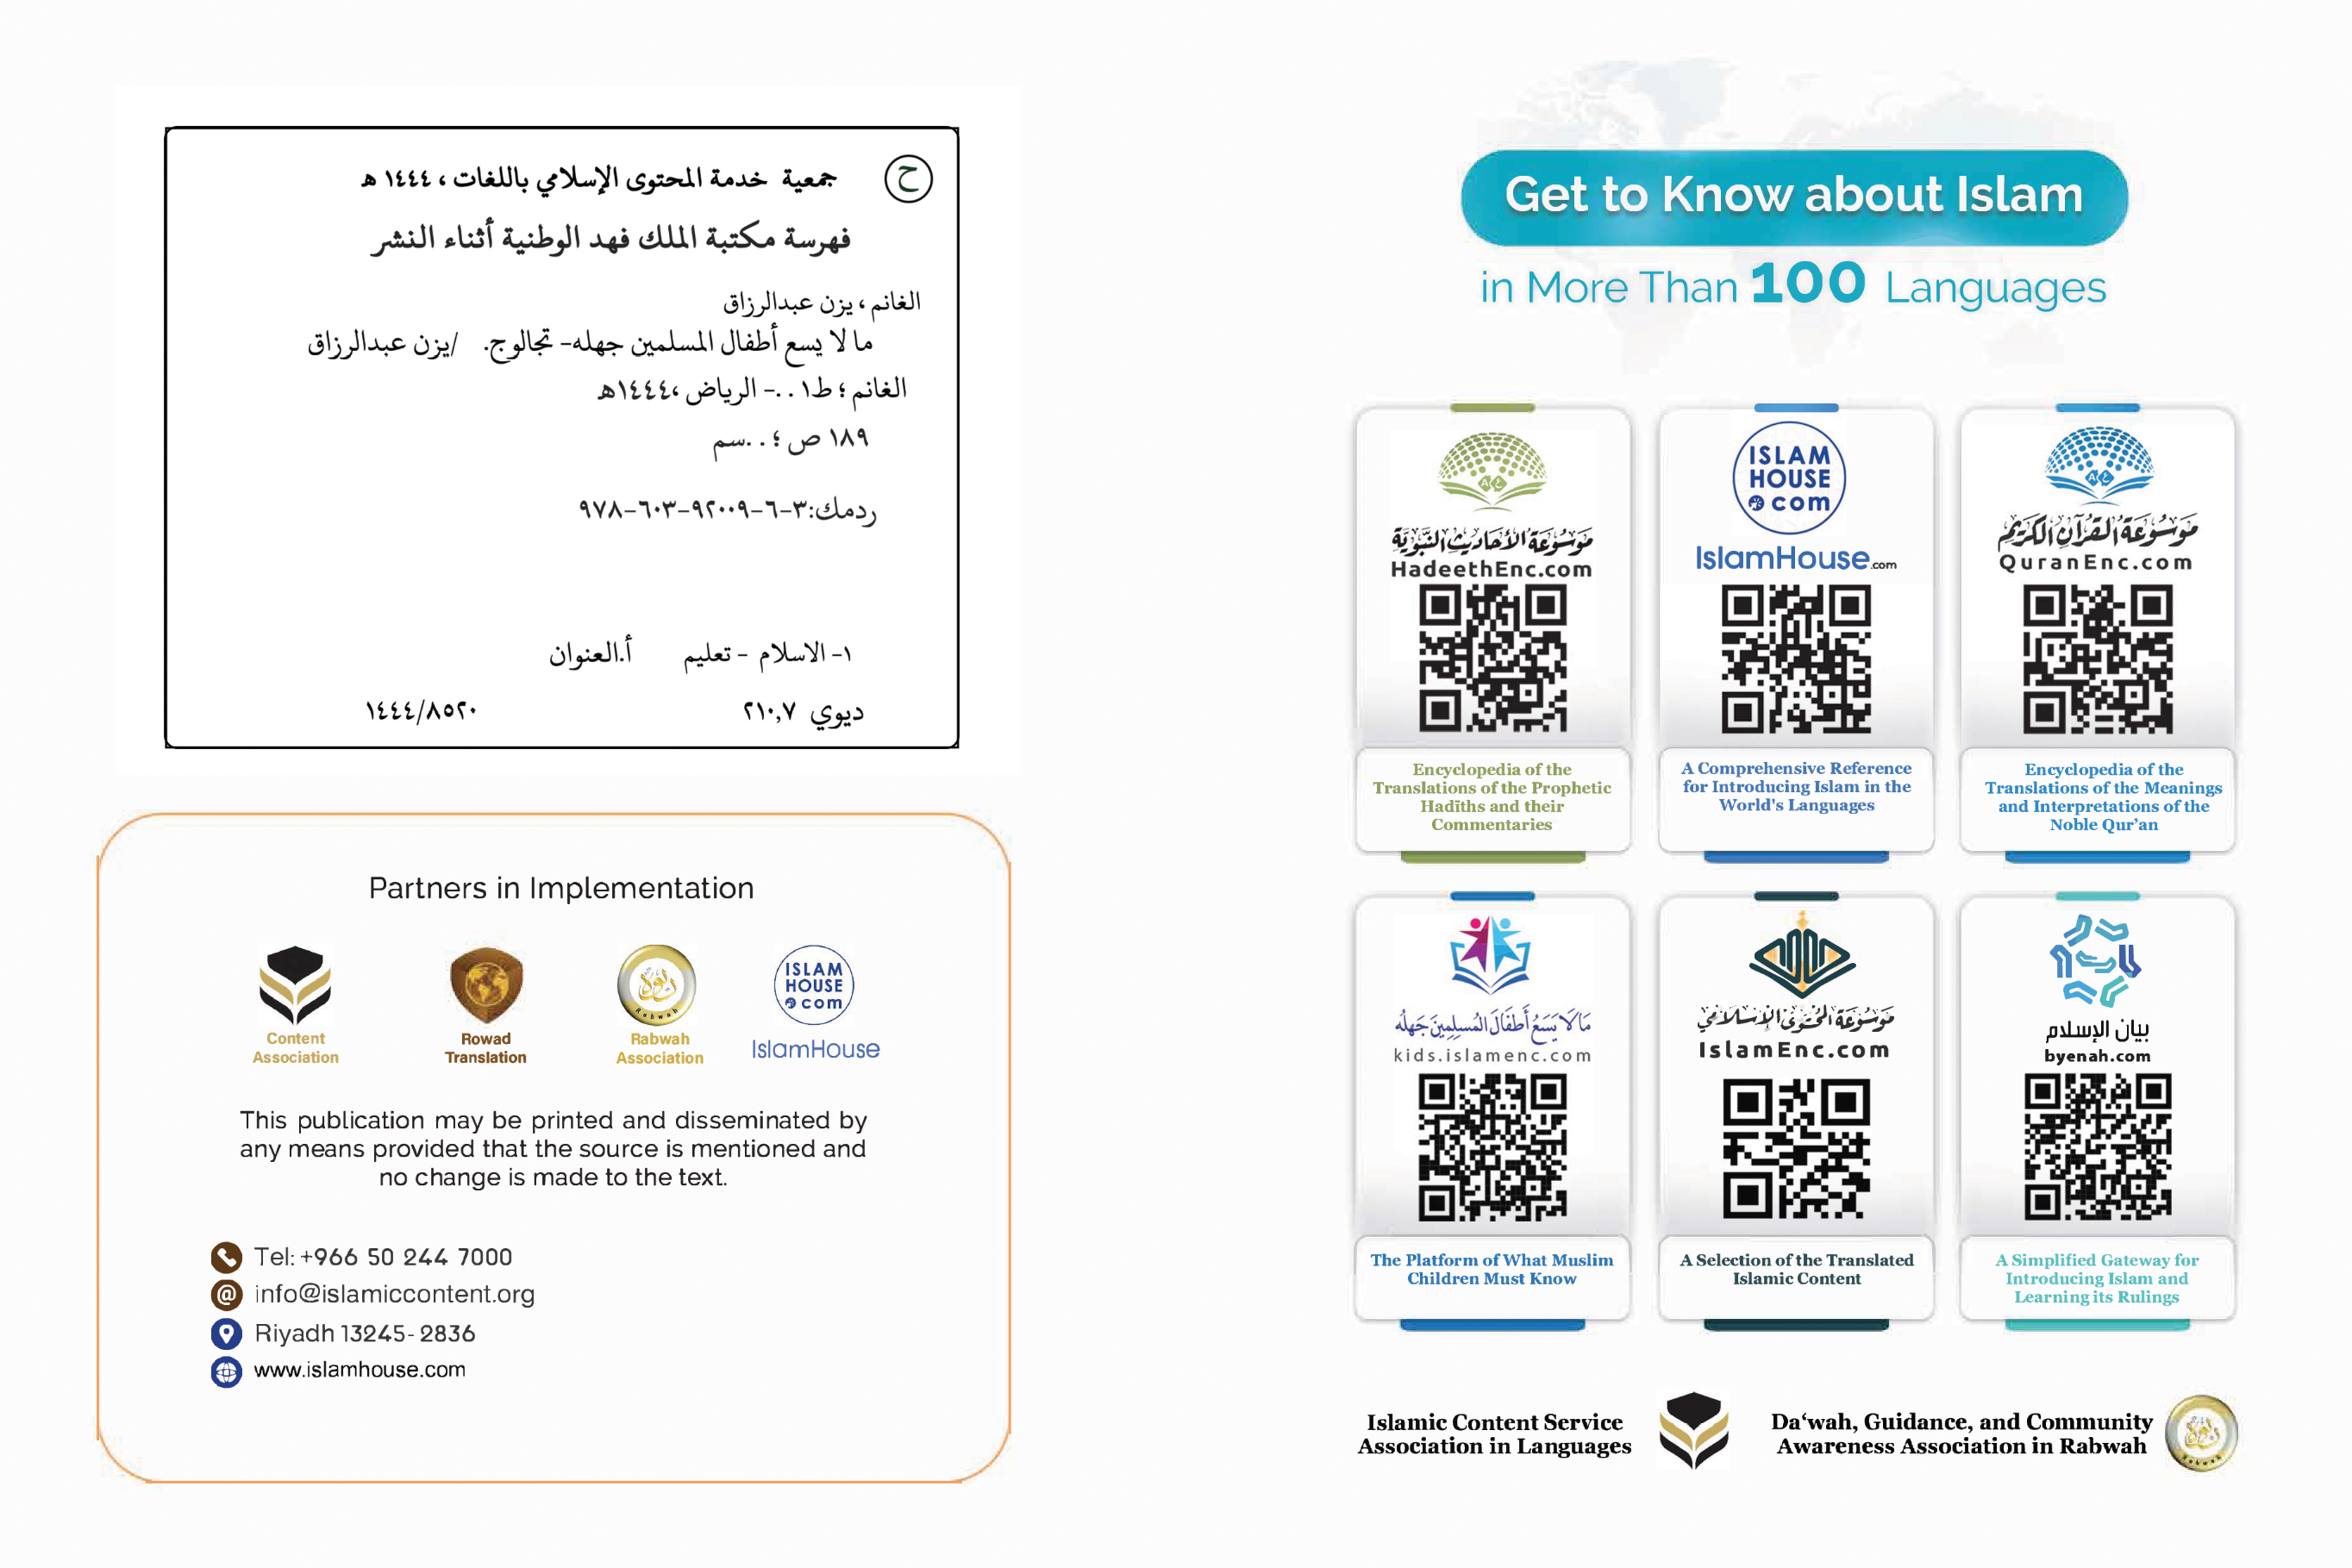 ح
جمعية خدمة المحتوى الإسلامي باللغات ، ١٤٤٤ هـ
فهرسة مكتبة الملك فهد الوطنية أثناء النشر
الغانم ، يزن عبدالرزاق
ما لا يسع أطفال المسلمين جهله- تجالوج. /يزن عبدالرزاق
الغانم ؛ ط١ ..- الرياض ،١٤٤٤هـ
١٨٩ ص ؛ ..سم
ردمك:٣-٦-٩٢٠٠٩-٦٠٣-٩٧٨
١- الاسلام - تعليم أ.العنوان
ديوي ٢١٠,٧ ١٤٤٤/٨٥٢٠
Partners in Implementation
Content
Association
Rowad
Translation
Rabwah
Rabwah
Association
ISLAM
HOUSE
com
IslamHouse
This publication may be printed and disseminated by
any means provided that the source is mentioned and
no change is made to the text.
Tel: +966 50 244 7000
@ info@islamiccontent.org
Riyadh 13245- 2836
www.islamhouse.com
Get to Know about Islam
in More Than 100 Languages
موسوعة الأحاديث النبوية
HadeethEnc.com
Encyclopedia of the
Translations of the Prophetic
Hadīths and their
Commentaries
ISLAM
HOUSE
com
IslamHouse.com
A Comprehensive Reference
for Introducing Islam in the
World's Languages
موسوعة القرآن الكريم
QuranEnc.com
Encyclopedia of the
Translations of the Meanings
and Interpretations of the
Noble Qur’an
مَا لَا يَسَعُ أَطْفَالَ المُسْلِمِينَ جَهْلُه
kids.islamenc.com
The Platform of What Muslim
Children Must Know
موسوعة المحتوى الإسلامي
IslamEnc.com
A Selection of the Translated
Islamic Content
بيان الإسلام
byenah.com
A Simplified Gateway for
Introducing Islam and
Learning its Rulings
Islamic Content Service
Association in Languages
Da‘wah, Guidance, and Community
Awareness Association in Rabwah
Rabwah